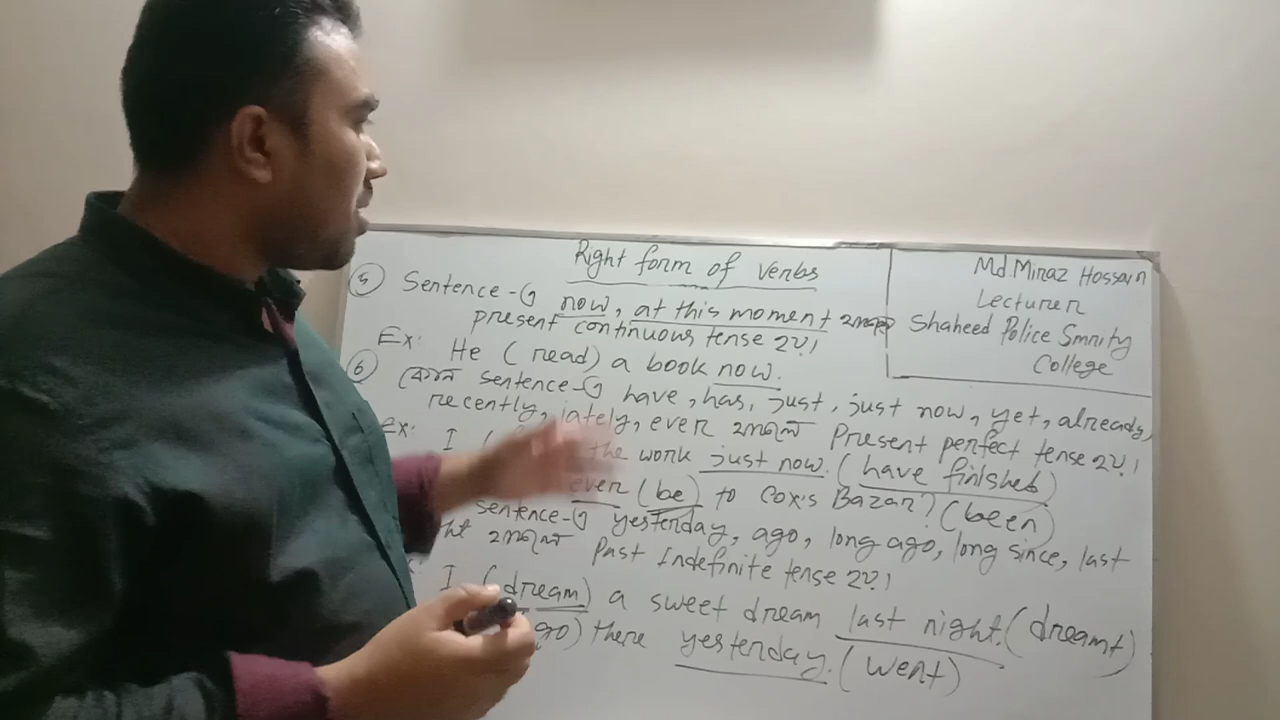 Right form of verbs
Md. Minaz Hossain
Lecturer
Shaheed Police Smnrity
College
5 Sentence-এ now, at this moment থাকলে
present continuous tense হয়।
Ex: He (read) a book now.
6 কোন sentence-এ have, has, just, just now, yet, already,
recently, lately, ever থাকলে present perfect tense হয়।
Ex: I the work just now. (have finished)
ever (be) to Cox's Bazar? (been)
sentence-এ yesterday, ago, long ago, long since, last
থাকলে Past Indefinite tense হয়।
I (dream) a sweet dream last night. (dreamt)
go) there yesterday. (went)